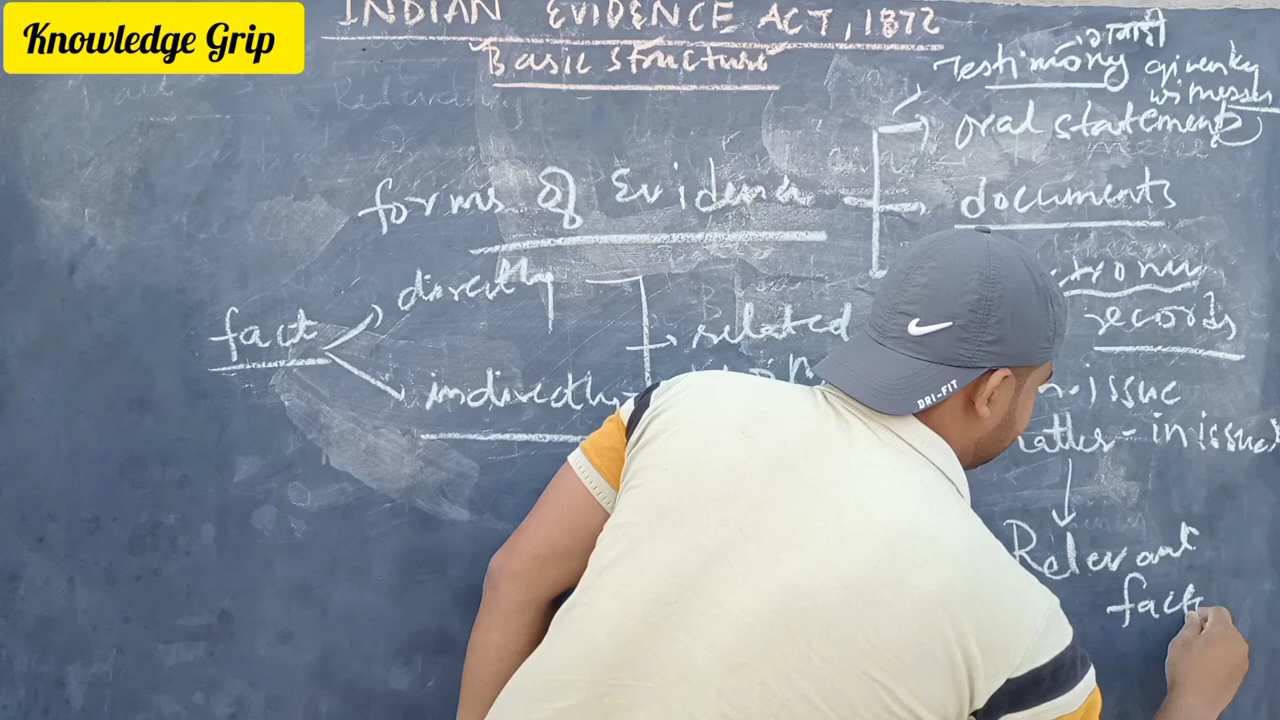 Knowledge Grip
INDIAN EVIDENCE ACT, 1872
Basic structure
गवाही
Testimony given by
witnesses
oral statements
forms of Evidence
documents
records
fact
directly
related
indirectly
n-issue
in issue
Relevant
fact
DRI-FIT